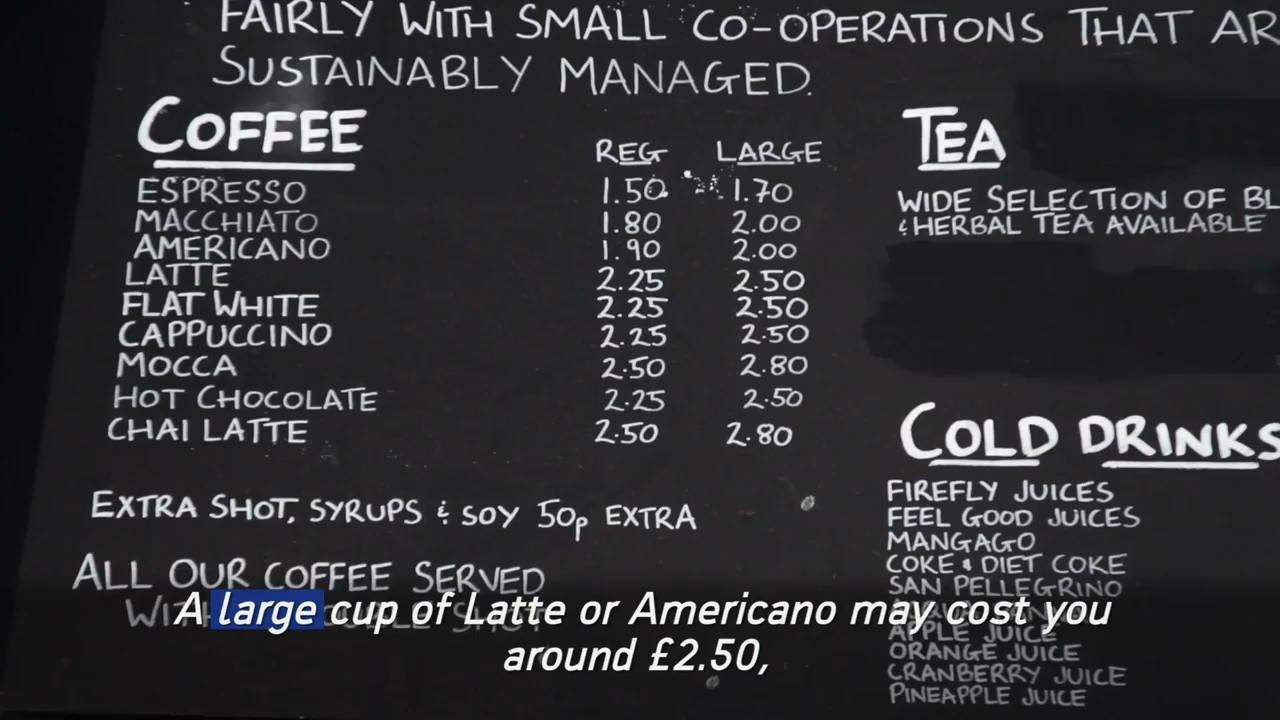 FAIRLY WITH SMALL CO-OPERATIONS THAT AR
SUSTAINABLY MANAGED.
COFFEE
REG LARGE
ESPRESSO 1.50 1.70
MACCHIATO 1.80 2.00
AMERICANO 1.90 2.00
LATTE 2.25 2.50
FLAT WHITE 2.25 2.50
CAPPUCCINO 2.25 2.50
MOCCA 2.50 2.80
HOT CHOCOLATE 2.25 2.50
CHAI LATTE 2.50 2.80
EXTRA SHOT, SYRUPS & SOY 50p EXTRA
ALL OUR COFFEE SERVED
WITH DOUBLE SHOT
TEA
WIDE SELECTION OF BL
& HERBAL TEA AVAILABLE
COLD DRINKS
FIREFLY JUICES
FEEL GOOD JUICES
MANGAGO
COKE & DIET COKE
SAN PELLEGRINO
APPLE JUICE
ORANGE JUICE
CRANBERRY JUICE
PINEAPPLE JUICE
A large cup of Latte or Americano may cost you
around £2.50,